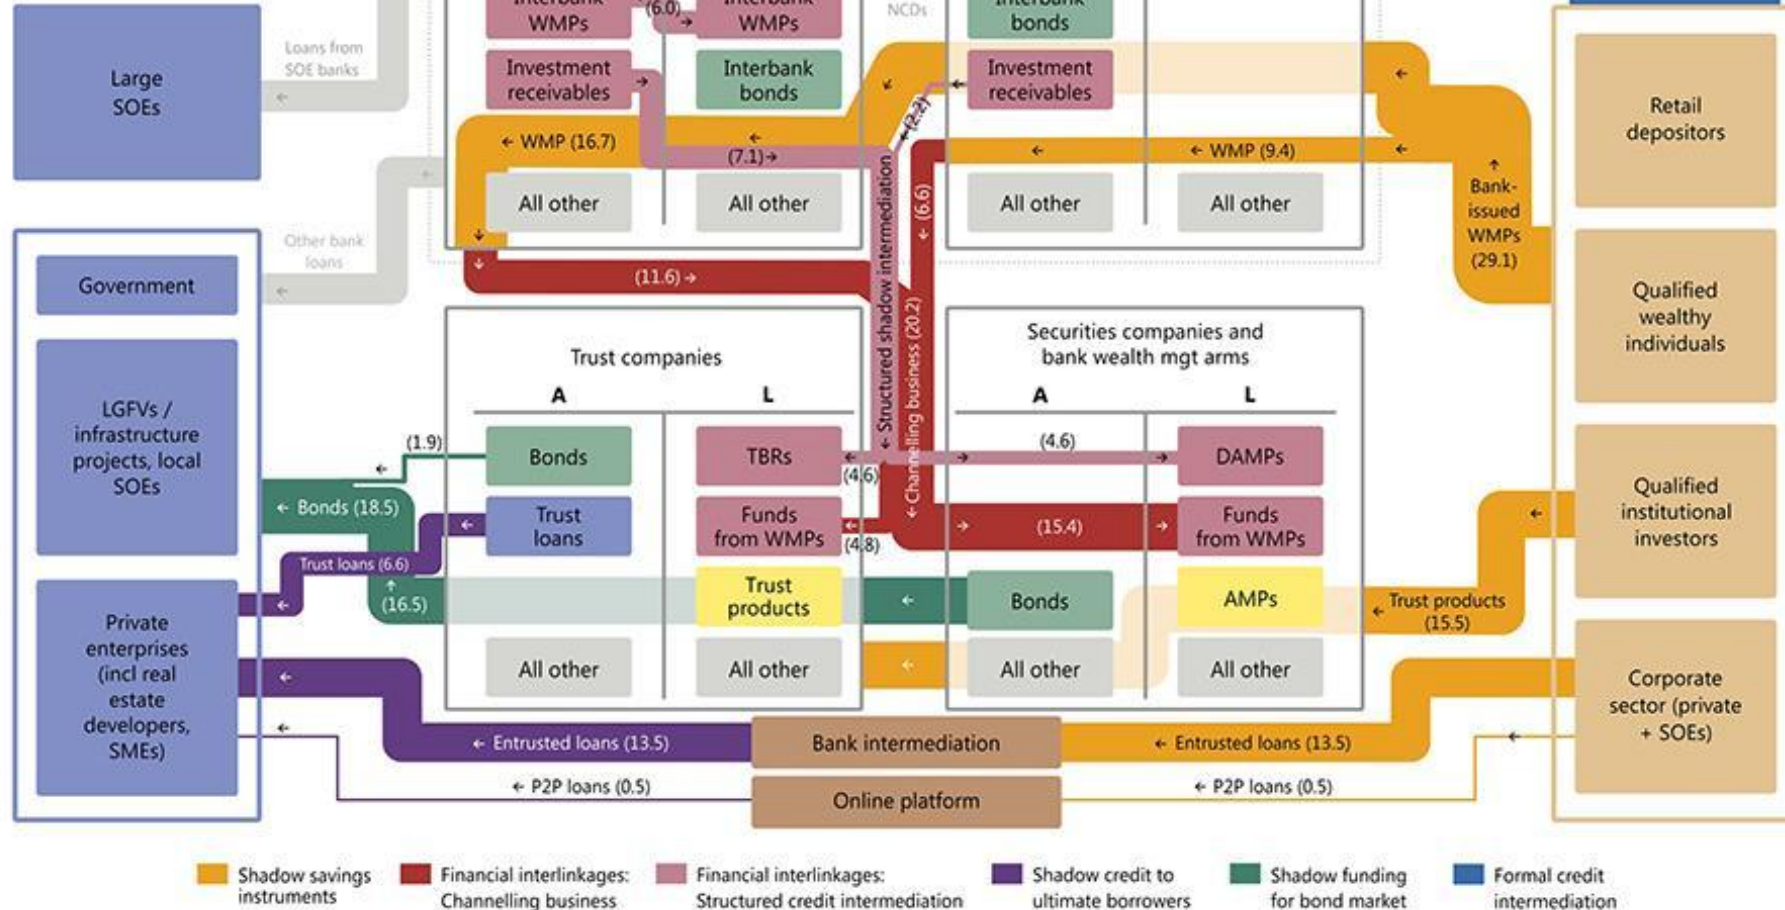 Interbank
WMPs
(6.0)
→
Interbank
WMPs
NCDs
Interbank
bonds
Large
SOEs
Loans from
SOE banks
←
Investment
receivables
→
Interbank
bonds
Investment
receivables
←
(2.2)
←
← WMP (16.7)
←
(7.1)→
←
← WMP (9.4)
←
All other
All other
All other
All other
Structured shadow intermediation
←
(6.6)
←
Retail
depositors
↑
Bank-
issued
WMPs
(29.1)
Other bank
loans
←
←
(11.6) →
Government
LGFVs /
infrastructure
projects, local
SOEs
Private
enterprises
(incl real
estate
developers,
SMEs)
Trust companies
A
L
Securities companies and
bank wealth mgt arms
A
L
Channelling business (20.2)
←
Qualified
wealthy
individuals
(1.9)
←
Bonds
TBRs
←
(4.6)
→
(4.6)
→
DAMPs
← Bonds (18.5)
←
Trust
loans
Funds
from WMPs
←
(4.8)
→
(15.4)
→
Funds
from WMPs
Qualified
institutional
investors
←
Trust loans (6.6)
←
↑
(16.5)
Trust
products
←
Bonds
AMPs
←
Trust products
(15.5)
All other
All other
←
All other
All other
Corporate
sector (private
+ SOEs)
←
← Entrusted loans (13.5)
Bank intermediation
← Entrusted loans (13.5)
←
←
← P2P loans (0.5)
Online platform
← P2P loans (0.5)
Shadow savings
instruments
Financial interlinkages:
Channelling business
Financial interlinkages:
Structured credit intermediation
Shadow credit to
ultimate borrowers
Shadow funding
for bond market
Formal credit
intermediation